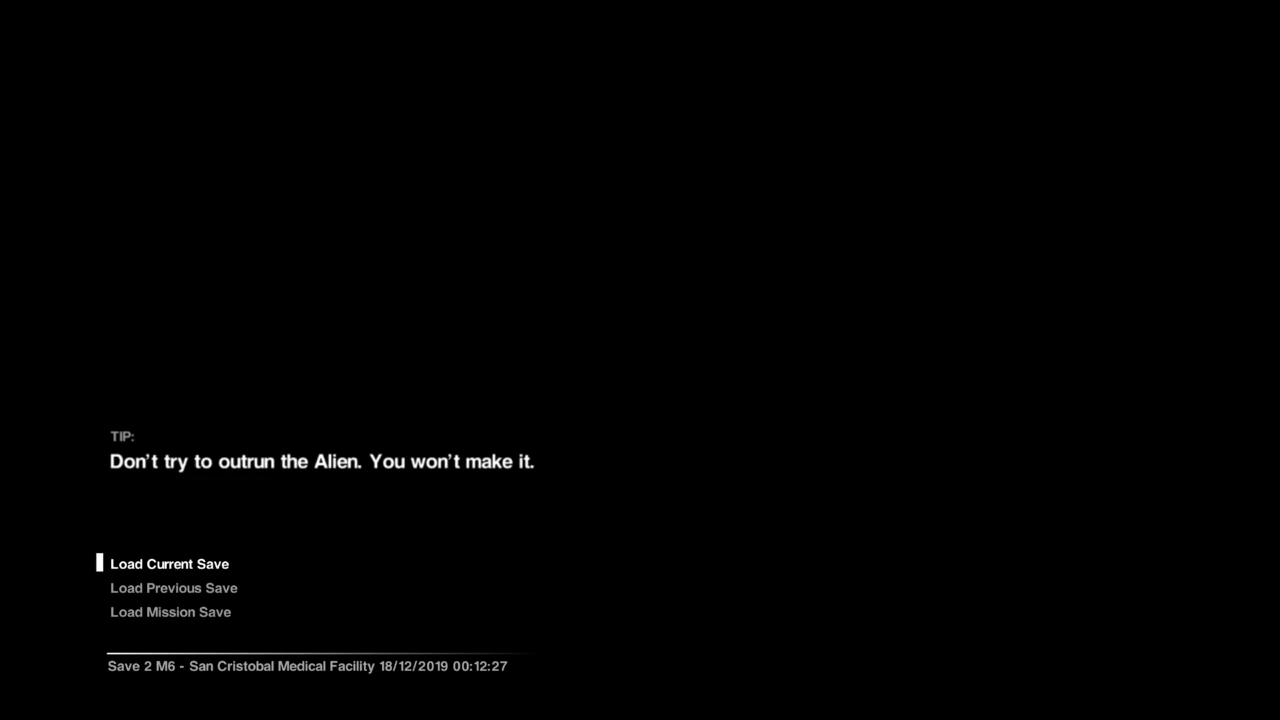 TIP:
Don't try to outrun the Alien. You won't make it.
Load Current Save
Load Previous Save
Load Mission Save
Save 2 M6 - San Cristobal Medical Facility 18/12/2019 00:12:27